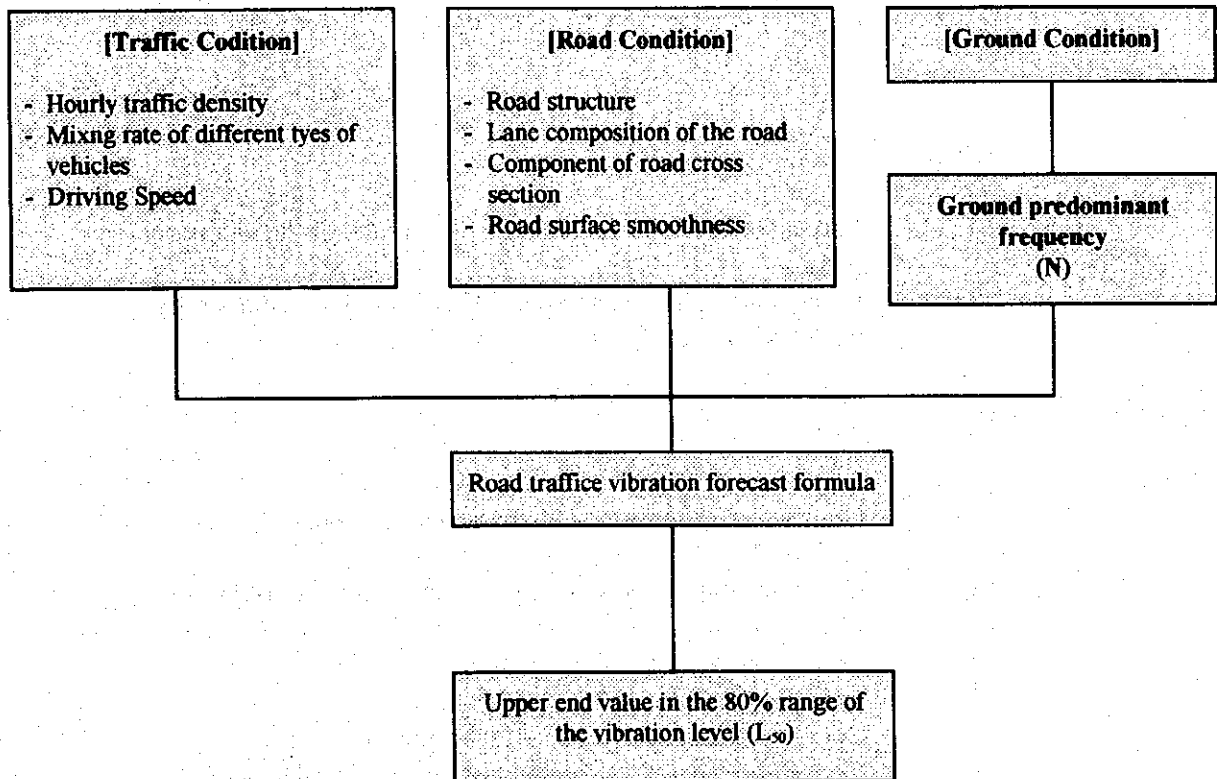 [Traffic Codition]
- Hourly traffic density
- Mixng rate of different tyes of
vehicles
- Driving Speed
[Road Condition]
- Road structure
- Lane composition of the road
- Component of road cross
section
- Road surface smoothness
[Ground Condition]
Ground predominant
frequency
(N)
Road traffice vibration forecast formula
Upper end value in the 80% range of
the vibration level (L₅₀)